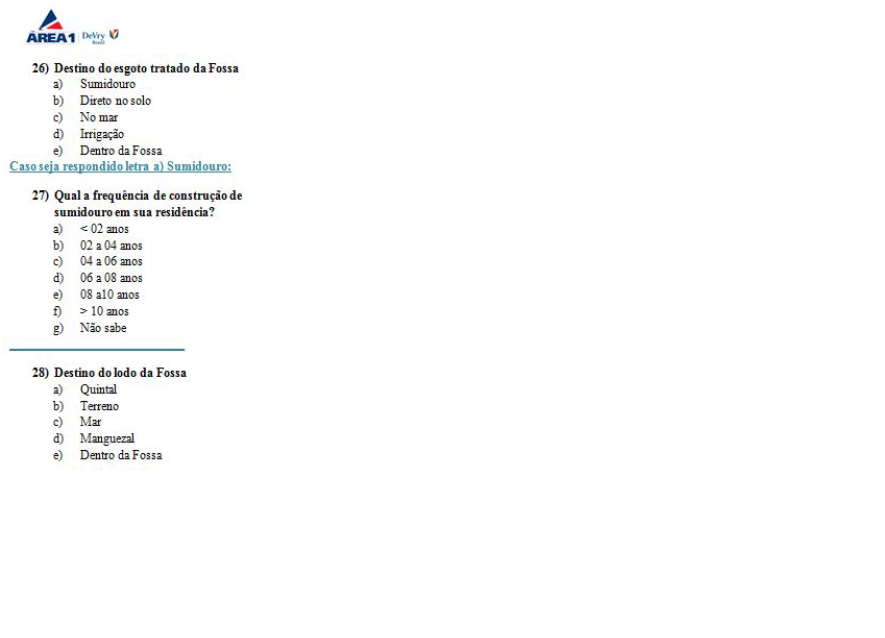 ÁREA1 DeVry Brasil
26) Destino do esgoto tratado da Fossa
a) Sumidouro
b) Direto no solo
c) No mar
d) Irrigação
e) Dentro da Fossa
Caso seja respondido letra a) Sumidouro:
27) Qual a frequência de construção de
sumidouro em sua residência?
a) < 02 anos
b) 02 a 04 anos
c) 04 a 06 anos
d) 06 a 08 anos
e) 08 a10 anos
f) > 10 anos
g) Não sabe
28) Destino do lodo da Fossa
a) Quintal
b) Terreno
c) Mar
d) Manguezal
e) Dentro da Fossa